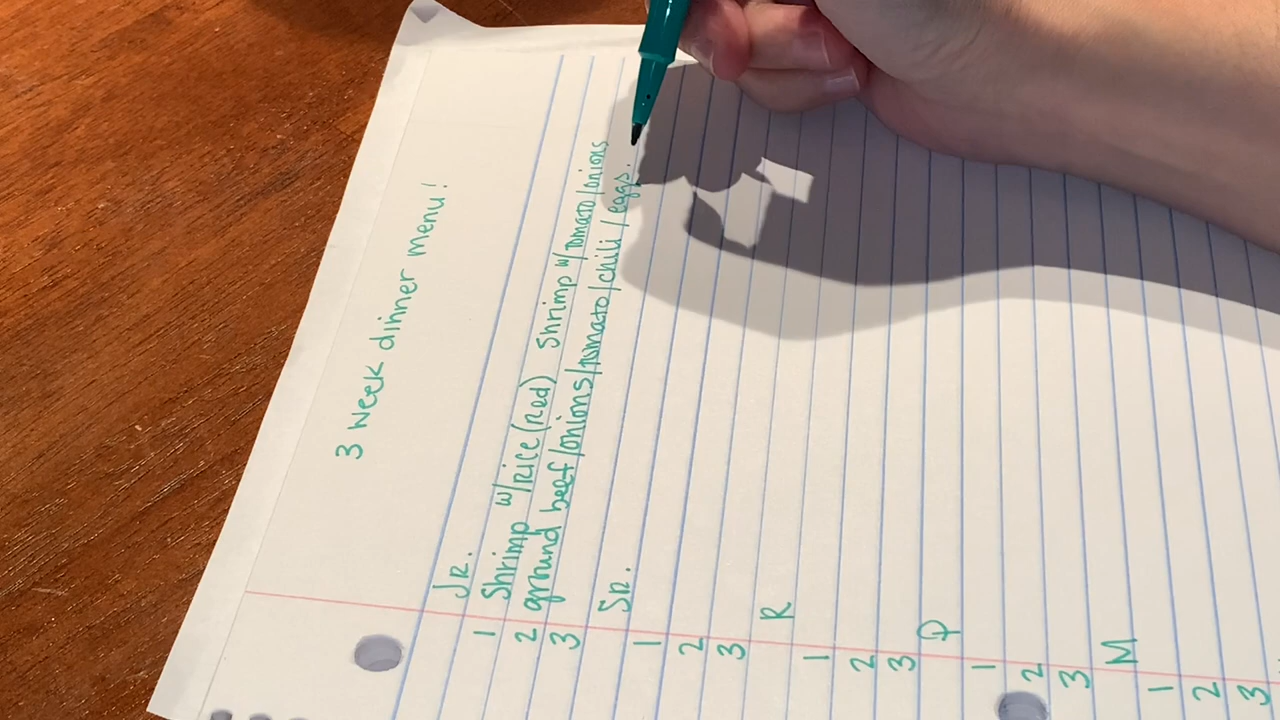 3 week dinner menu!
JR.
1 Shrimp w/rice(red) Shrimp w/tomato/onions
2 ground beef/onions/tomato/chili/eggs.
3
SR.
1
2
3
R
1
2
3
P
1
2
3
M
1
2
3